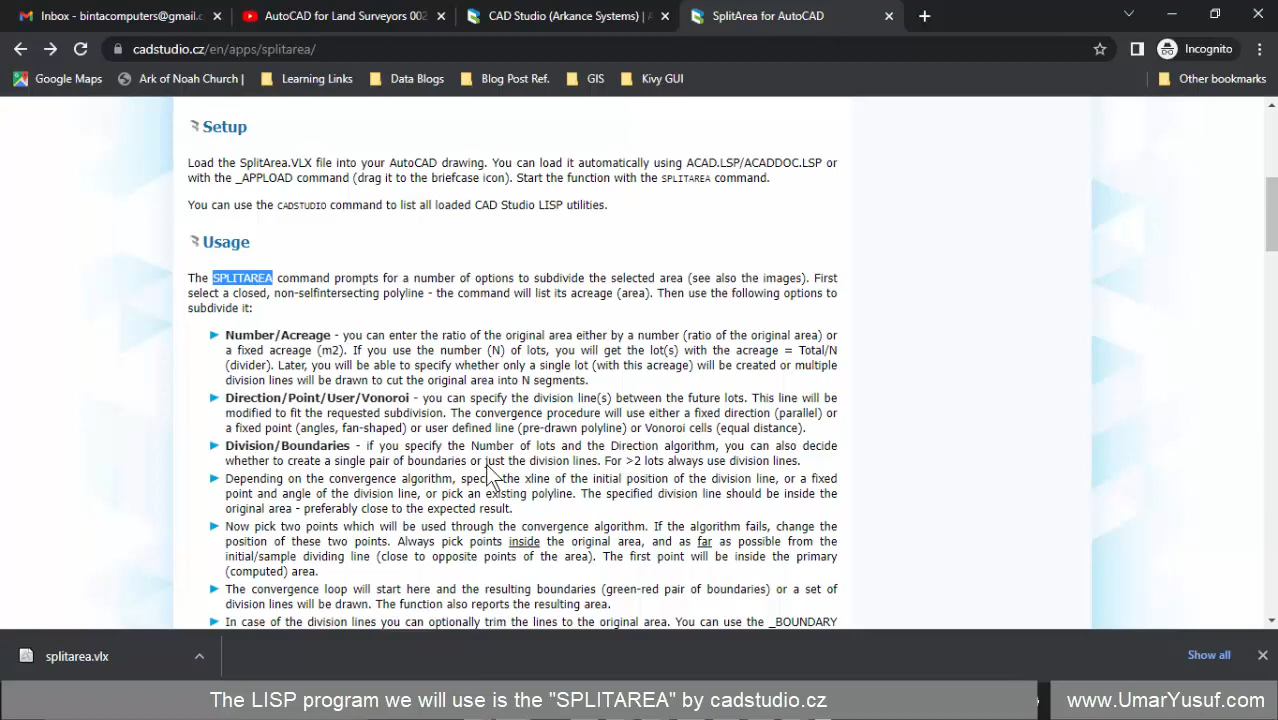 Inbox - bintacomputers@gmail.c
AutoCAD for Land Surveyors 002
CAD Studio (Arkance Systems) |
SplitArea for AutoCAD
cadstudio.cz/en/apps/splitarea/
Incognito
Google Maps
Ark of Noah Church |
Learning Links
Data Blogs
Blog Post Ref.
GIS
Kivy GUI
Other bookmarks
Setup
Load the SplitArea.VLX file into your AutoCAD drawing. You can load it automatically using ACAD.LSP/ACADDOC.LSP or
with the _APPLOAD command (drag it to the briefcase icon). Start the function with the SPLITAREA command.
You can use the CADSTUDIO command to list all loaded CAD Studio LISP utilities.
Usage
The SPLITAREA command prompts for a number of options to subdivide the selected area (see also the images). First
select a closed, non-selfintersecting polyline - the command will list its acreage (area). Then use the following options to
subdivide it:
Number/Acreage - you can enter the ratio of the original area either by a number (ratio of the original area) or
a fixed acreage (m2). If you use the number (N) of lots, you will get the lot(s) with the acreage = Total/N
(divider). Later, you will be able to specify whether only a single lot (with this acreage) will be created or multiple
division lines will be drawn to cut the original area into N segments.
Direction/Point/User/Vonoroi - you can specify the division line(s) between the future lots. This line will be
modified to fit the requested subdivision. The convergence procedure will use either a fixed direction (parallel) or
a fixed point (angles, fan-shaped) or user defined line (pre-drawn polyline) or Vonoroi cells (equal distance).
Division/Boundaries - if you specify the Number of lots and the Direction algorithm, you can also decide
whether to create a single pair of boundaries or just the division lines. For >2 lots always use division lines.
Depending on the convergence algorithm, specify the xline of the initial position of the division line, or a fixed
point and angle of the division line, or pick an existing polyline. The specified division line should be inside the
original area - preferably close to the expected result.
Now pick two points which will be used through the convergence algorithm. If the algorithm fails, change the
position of these two points. Always pick points inside the original area, and as far as possible from the
initial/sample dividing line (close to opposite points of the area). The first point will be inside the primary
(computed) area.
The convergence loop will start here and the resulting boundaries (green-red pair of boundaries) or a set of
division lines will be drawn. The function also reports the resulting area.
In case of the division lines you can optionally trim the lines to the original area. You can use the _BOUNDARY
splitarea.vlx
Show all
The LISP program we will use is the "SPLITAREA" by cadstudio.cz
www.UmarYusuf.com